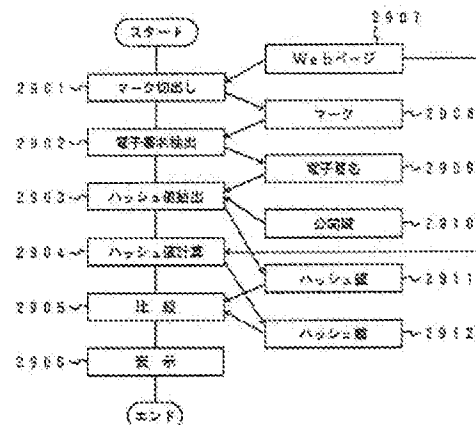 2907
スタート
Webページ
2901
マーク切出し
マーク
2908
2902
電子署名検出
電子署名
2909
2903
ハッシュ値検出
公開鍵
2910
2904
ハッシュ値計算
ハッシュ値
2911
2905
比較
ハッシュ値
2912
2906
表示
エンド